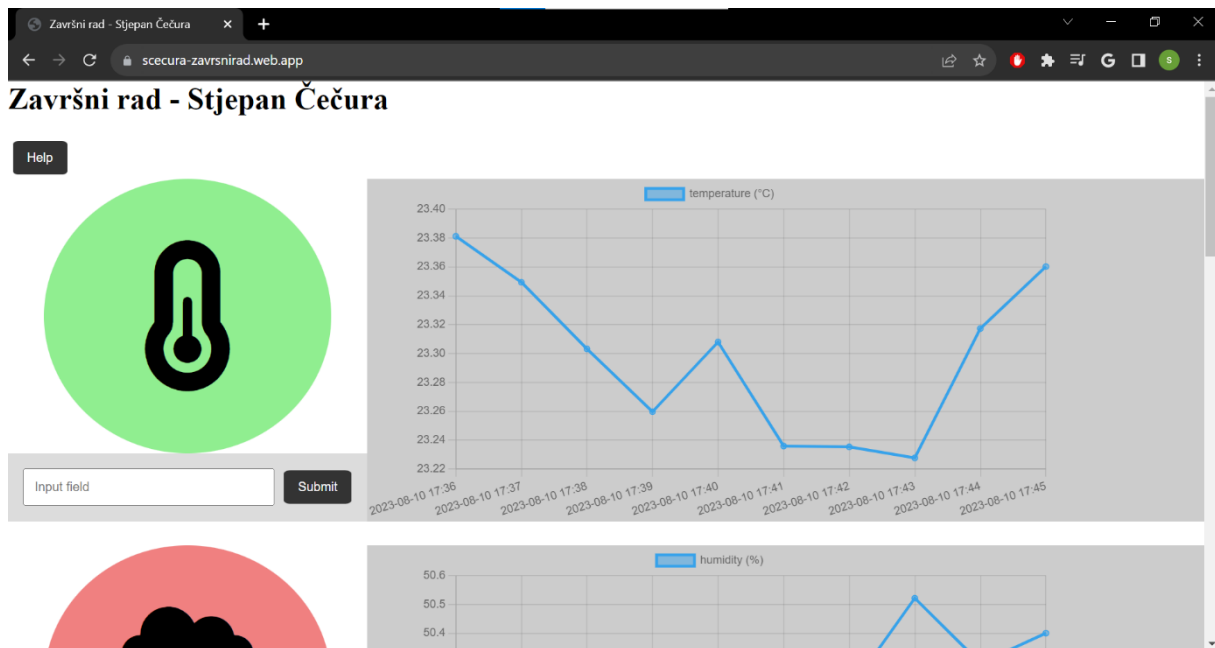 Završni rad - Stjepan Čečura
scecura-zavrsnirad.web.app
G
S
Završni rad - Stjepan Čečura
Help
temperature (°C)
23.40
23.38
23.36
23.34
23.32
23.30
23.28
23.26
23.24
23.22
2023-08-10 17:36
2023-08-10 17:37
2023-08-10 17:38
2023-08-10 17:39
2023-08-10 17:40
2023-08-10 17:41
2023-08-10 17:42
2023-08-10 17:43
2023-08-10 17:44
2023-08-10 17:45
Input field
Submit
humidity (%)
50.6
50.5
50.4